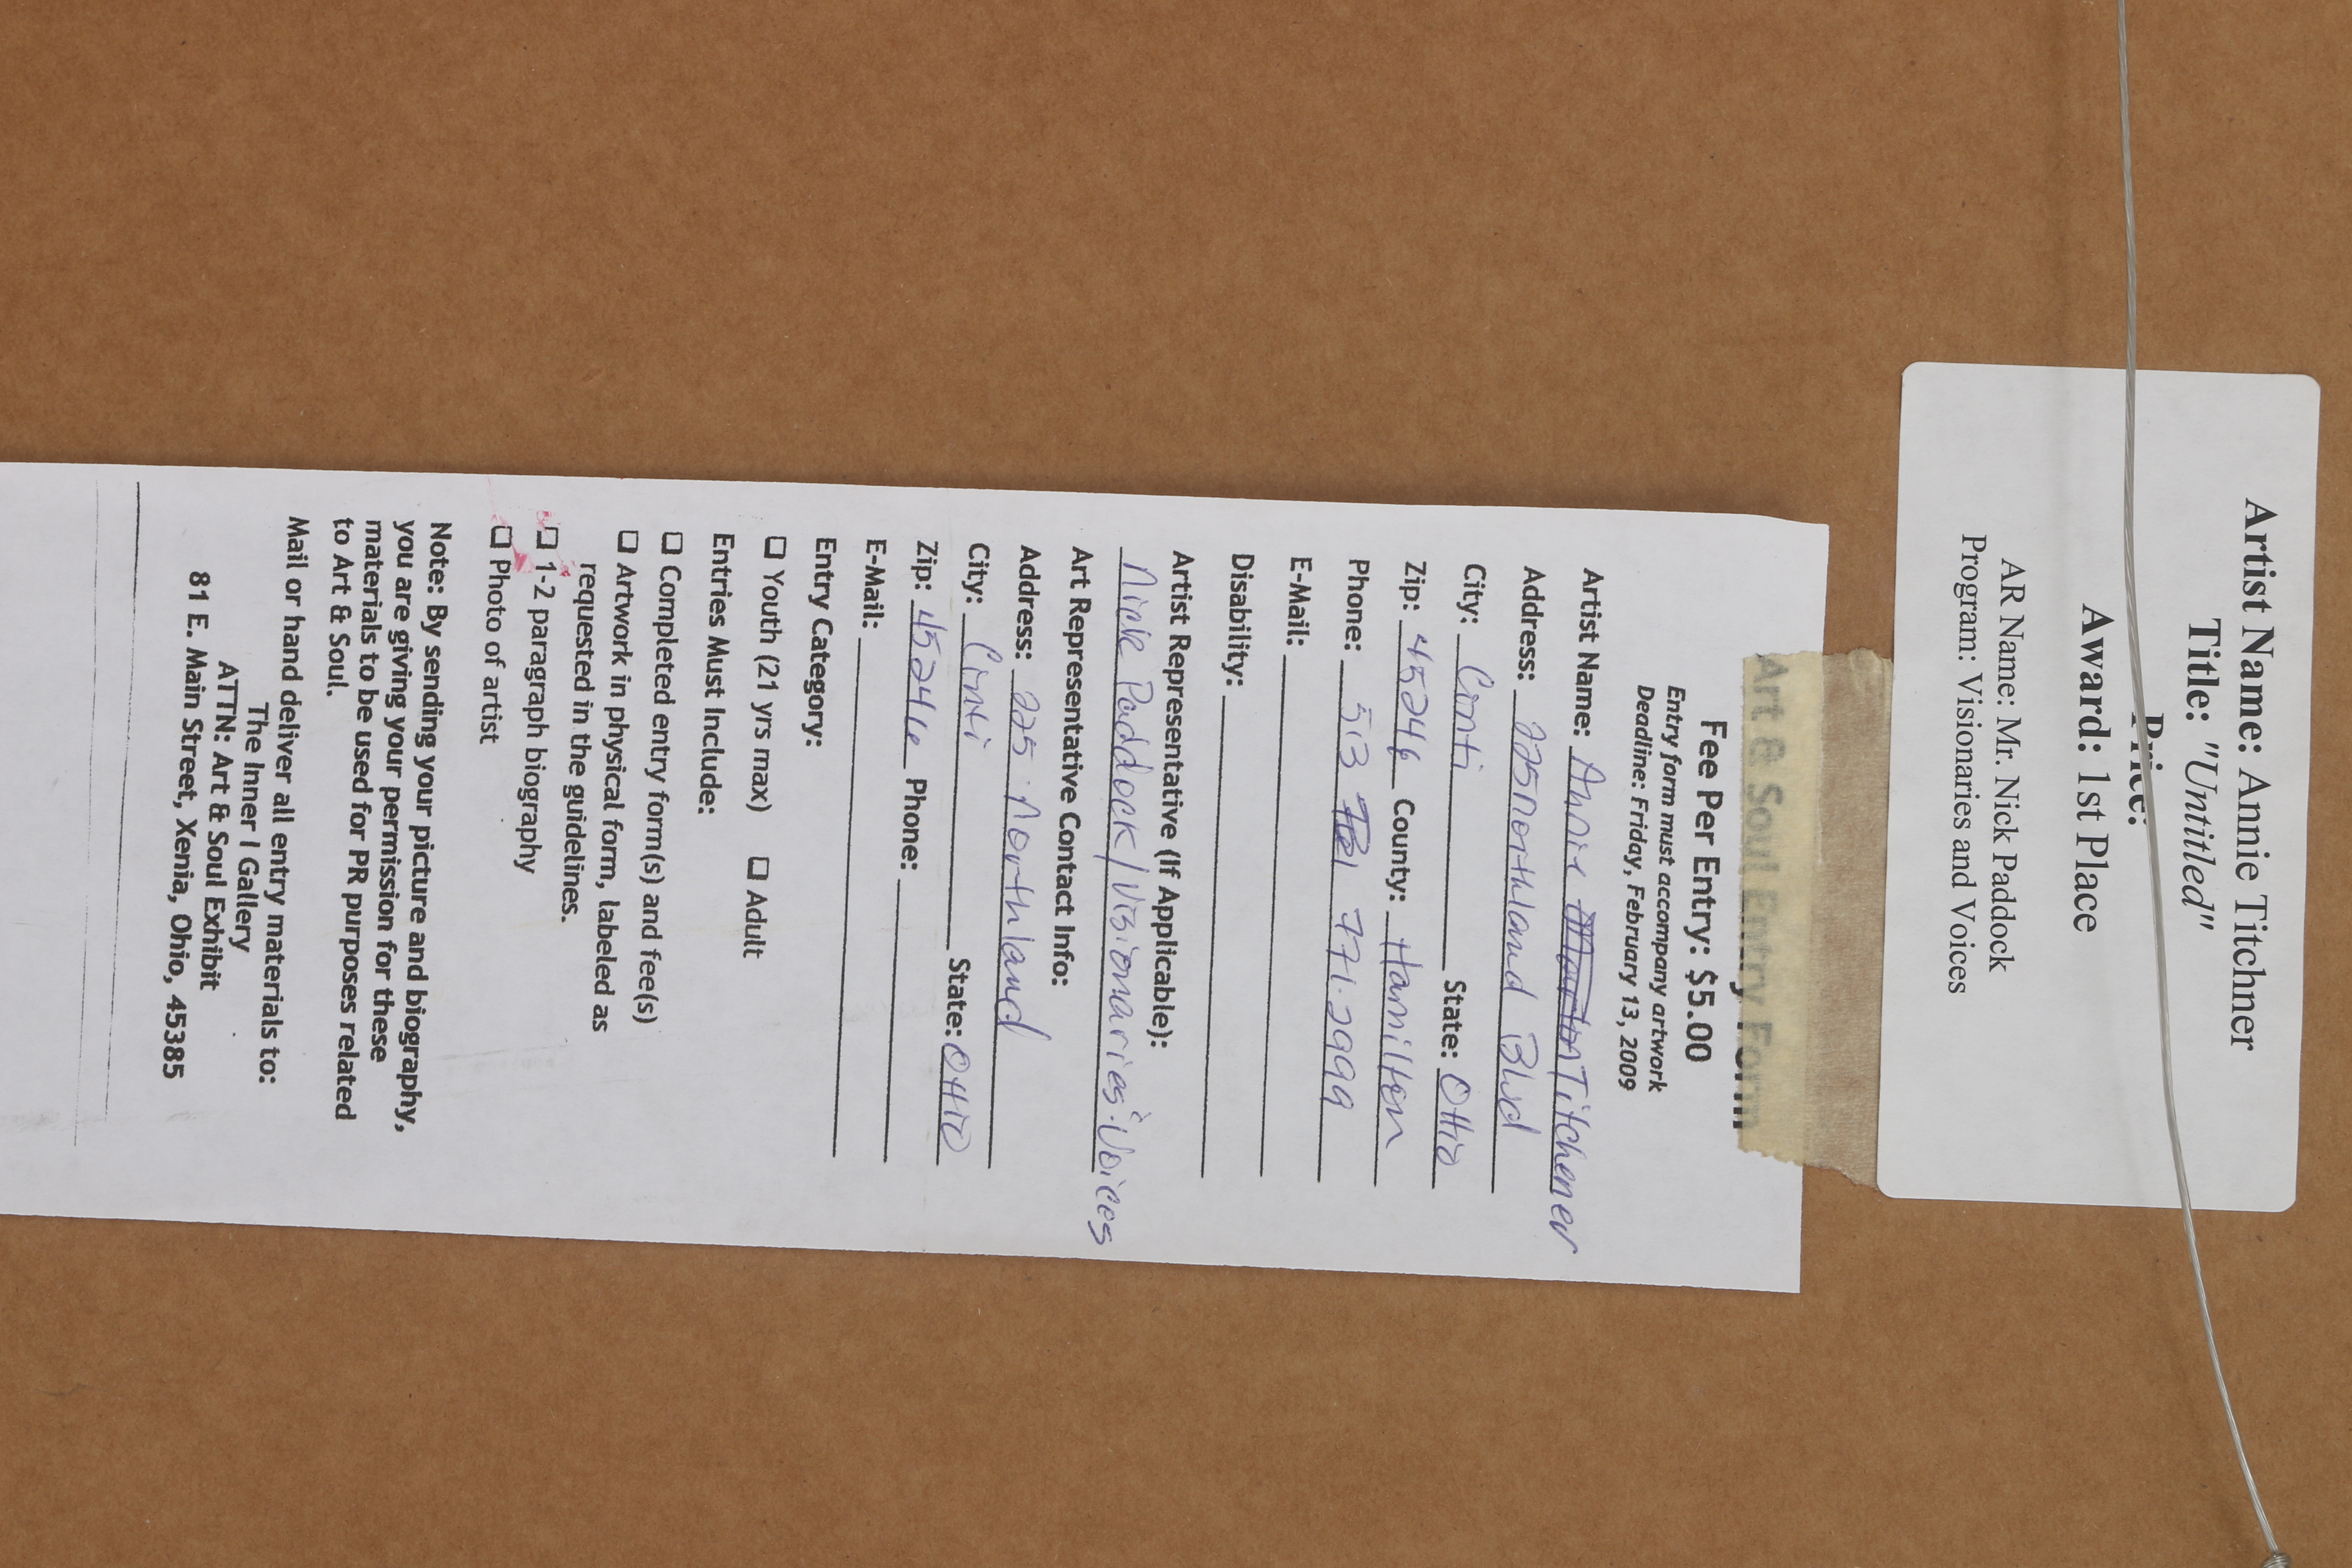 Artist Name: Annie Titchner
Title: "Untitled"
Price:
Award: 1st Place
AR Name: Mr. Nick Paddock
Program: Visionaries and Voices
Art & Soul Entry Form
Fee Per Entry: $5.00
Entry form must accompany artwork
Deadline: Friday, February 13, 2009
Artist Name: Annie Titchener
Address: 225 Northland Blvd
City: Cinti State: OHIO
Zip: 45246 County: Hamilton
Phone: 513 771.2999
E-Mail:
Disability:
Artist Representative (If Applicable):
Nick Paddock/Visionaries & Voices
Art Representative Contact Info:
Address: 225 Northland
City: Cinti State: OHIO
Zip: 45246 Phone:
E-Mail:
Entry Category:
❑ Youth (21 yrs max) ❑ Adult
Entries Must Include:
❑ Completed entry form(s) and fee(s)
❑ Artwork in physical form, labeled as
requested in the guidelines.
❑ 1-2 paragraph biography
❑ Photo of artist
Note: By sending your picture and biography,
you are giving your permission for these
materials to be used for PR purposes related
to Art & Soul.
Mail or hand deliver all entry materials to:
The Inner I Gallery
ATTN: Art & Soul Exhibit
81 E. Main Street, Xenia, Ohio, 45385